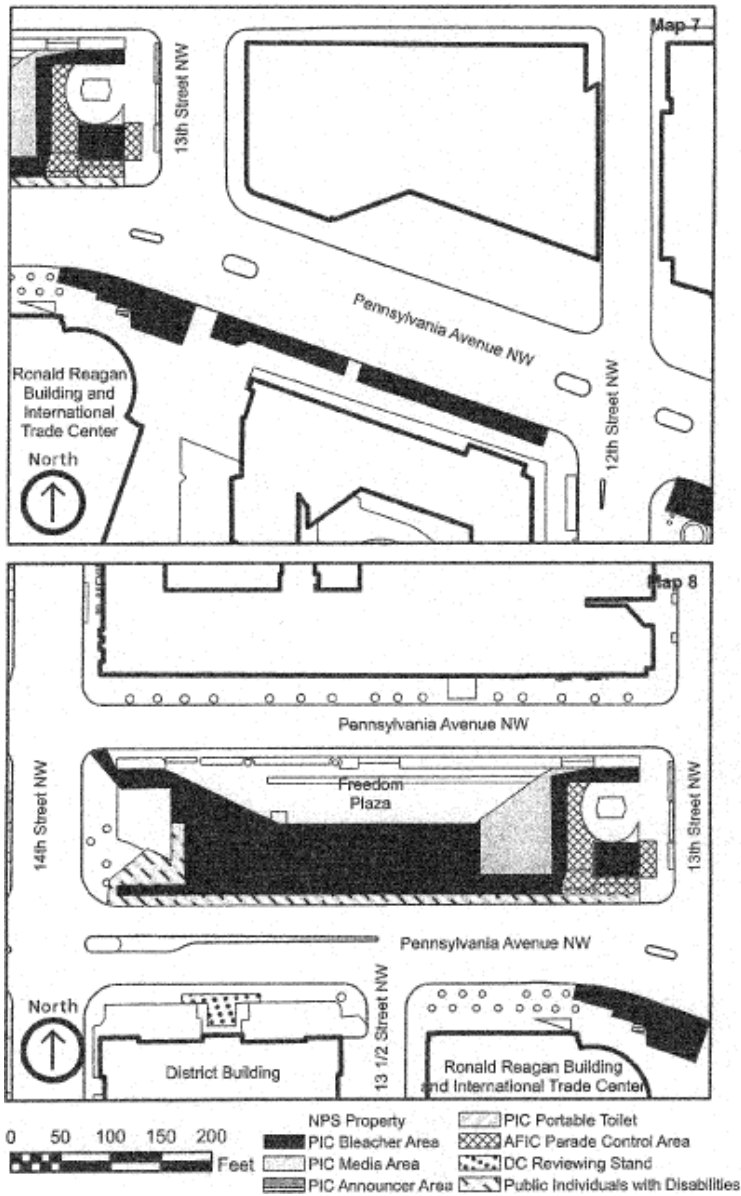 Map 7
13th Street NW
Pennsylvania Avenue NW
12th Street NW
Ronald Reagan
Building and
International
Trade Center
North
Map 8
Pennsylvania Avenue NW
14th Street NW
Freedom
Plaza
13th Street NW
Pennsylvania Avenue NW
North
13 1/2 Street NW
District Building
Ronald Reagan Building
and International Trade Center
0 50 100 150 200
Feet
NPS Property
PIC Bleacher Area
PIC Media Area
PIC Announcer Area
PIC Portable Toilet
AFIC Parade Control Area
DC Reviewing Stand
Public Individuals with Disabilities